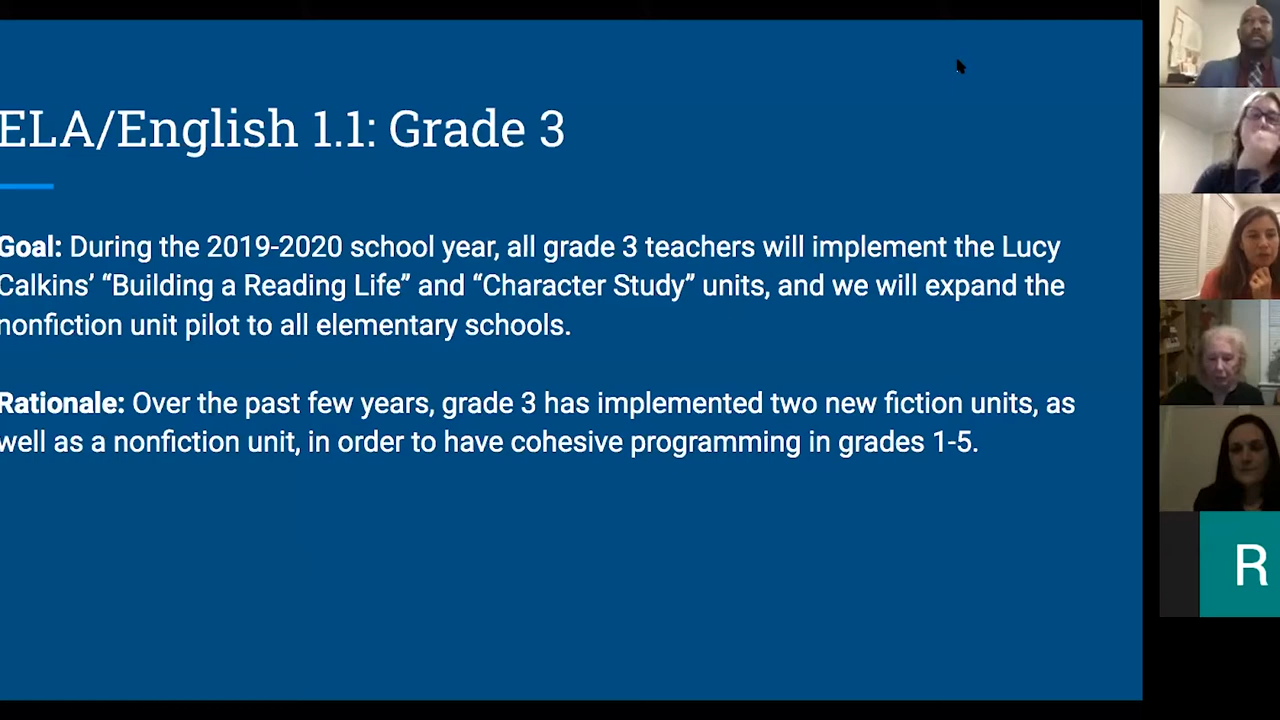 ELA/English 1.1: Grade 3
Goal: During the 2019-2020 school year, all grade 3 teachers will implement the Lucy
Calkins’ “Building a Reading Life” and “Character Study” units, and we will expand the
nonfiction unit pilot to all elementary schools.
Rationale: Over the past few years, grade 3 has implemented two new fiction units, as
well as a nonfiction unit, in order to have cohesive programming in grades 1-5.
R